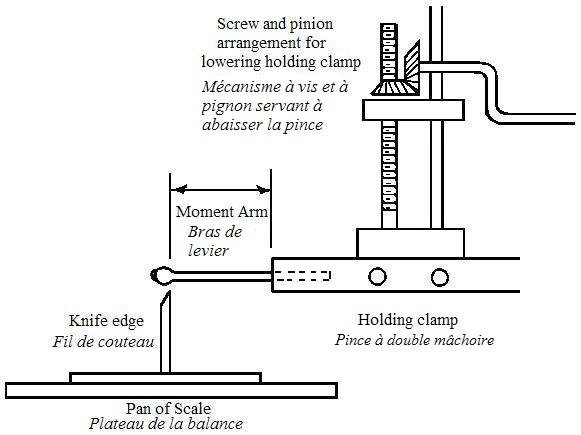 Screw and pinion
arrangement for
lowering holding clamp
Mécanisme à vis et à
pignon servant à
abaisser la pince
Moment Arm
Bras de
levier
Knife edge
Fil de couteau
Holding clamp
Pince à double mâchoire
Pan of Scale
Plateau de la balance